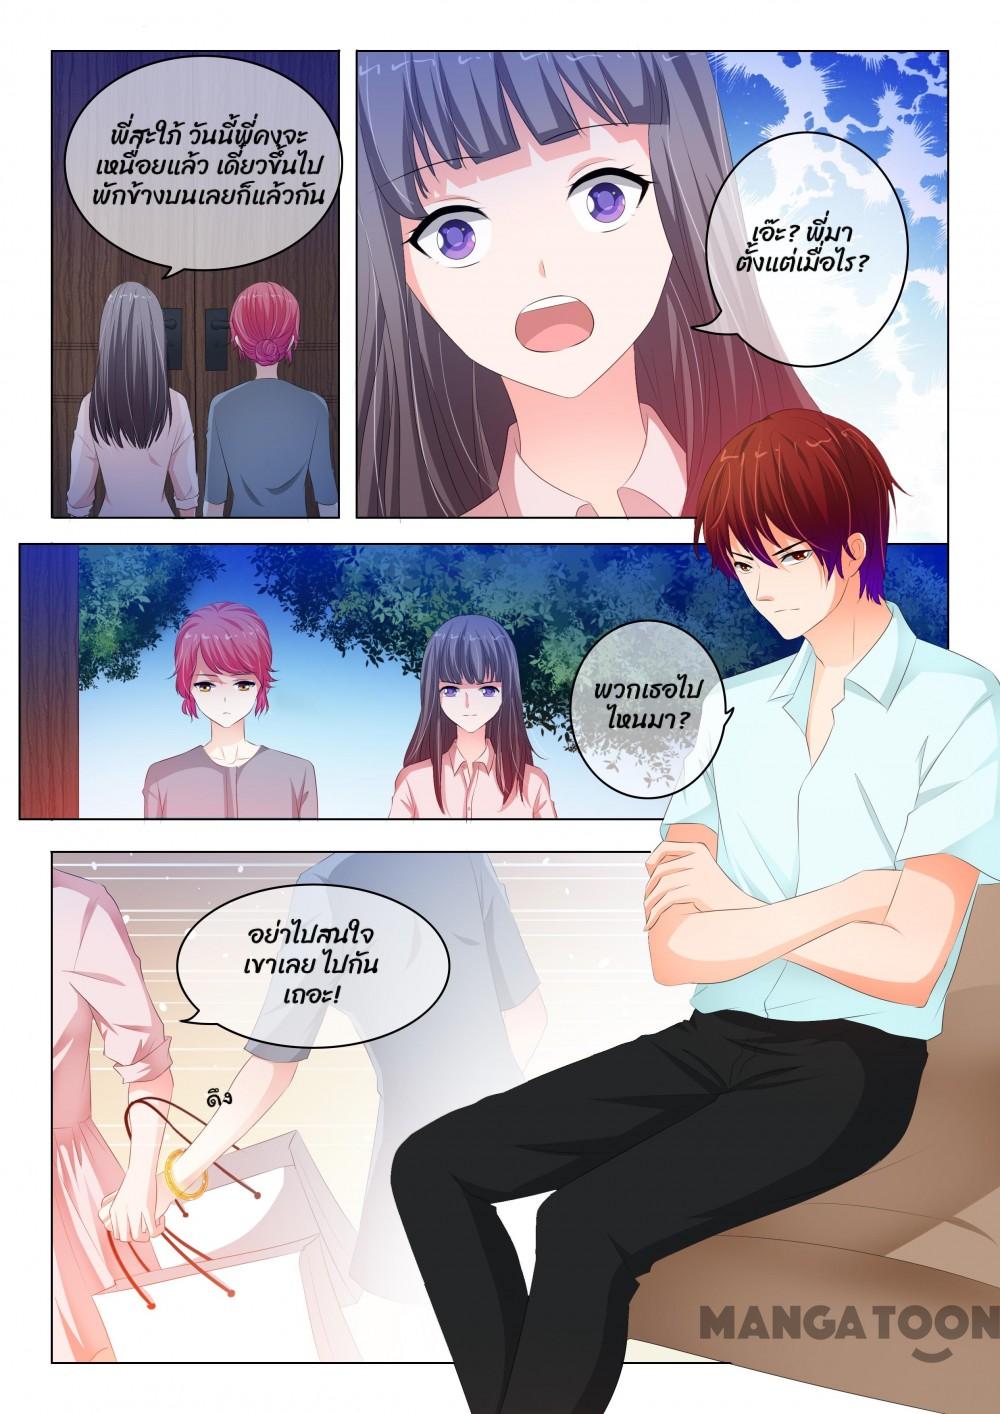 พี่สะใภ้ วันนี้พี่คงจะ
เหนื่อยแล้ว เดี๋ยวขึ้นไป
พักข้างบนเลยก็แล้วกัน
เอ๊ะ? พี่มา
ตั้งแต่เมื่อไร?
พวกเธอไป
ไหนมา?
อย่าไปสนใจ
เขาเลย ไปกัน
เถอะ!
ดึง
MANGATOON